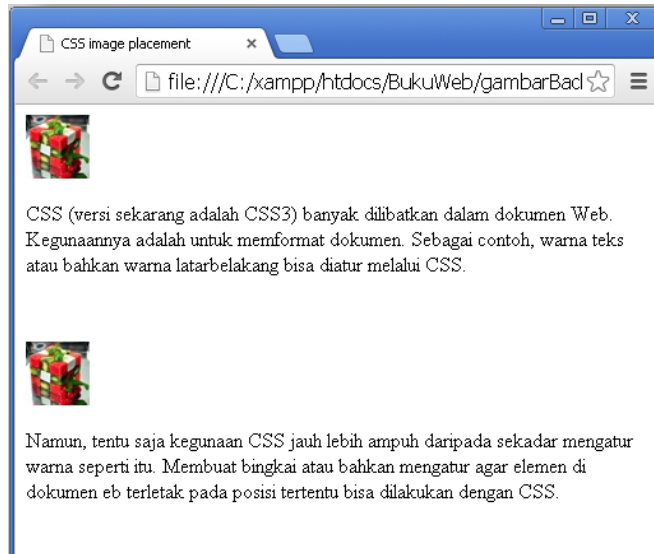 CSS image placement
file:///C:/xampp/htdocs/BukuWeb/gambarBacl
CSS (versi sekarang adalah CSS3) banyak dilibatkan dalam dokumen Web.
Kegunaannya adalah untuk memformat dokumen. Sebagai contoh, warna teks
atau bahkan warna latarbelakang bisa diatur melalui CSS.
Namun, tentu saja kegunaan CSS jauh lebih ampuh daripada sekadar mengatur
warna seperti itu. Membuat bingkai atau bahkan mengatur agar elemen di
dokumen eb terletak pada posisi tertentu bisa dilakukan dengan CSS.